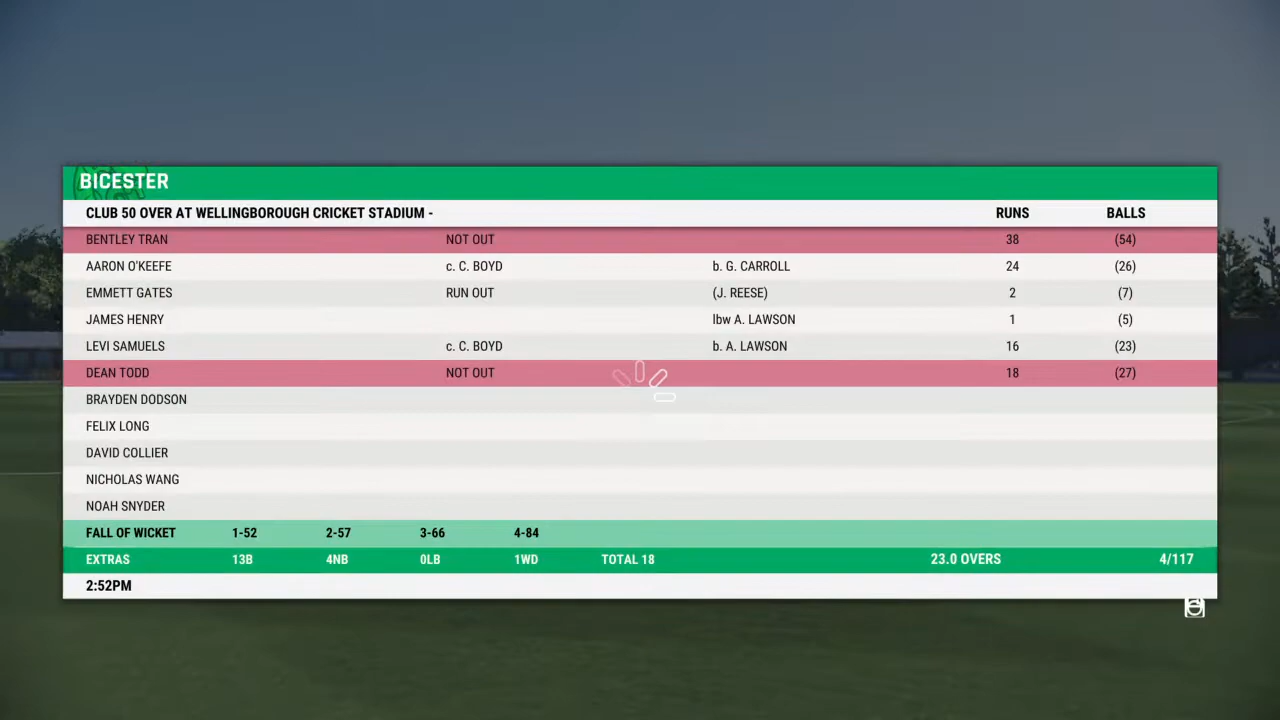 BICESTER
CLUB 50 OVER AT WELLINGBOROUGH CRICKET STADIUM - RUNS BALLS
BENTLEY TRAN NOT OUT 38 (54)
AARON O'KEEFE c. C. BOYD b. G. CARROLL 24 (26)
EMMETT GATES RUN OUT (J. REESE) 2 (7)
JAMES HENRY lbw A. LAWSON 1 (5)
LEVI SAMUELS c. C. BOYD b. A. LAWSON 16 (23)
DEAN TODD NOT OUT 18 (27)
BRAYDEN DODSON
FELIX LONG
DAVID COLLIER
NICHOLAS WANG
NOAH SNYDER
FALL OF WICKET 1-52 2-57 3-66 4-84
EXTRAS 13B 4NB 0LB 1WD TOTAL 18 23.0 OVERS 4/117
2:52PM